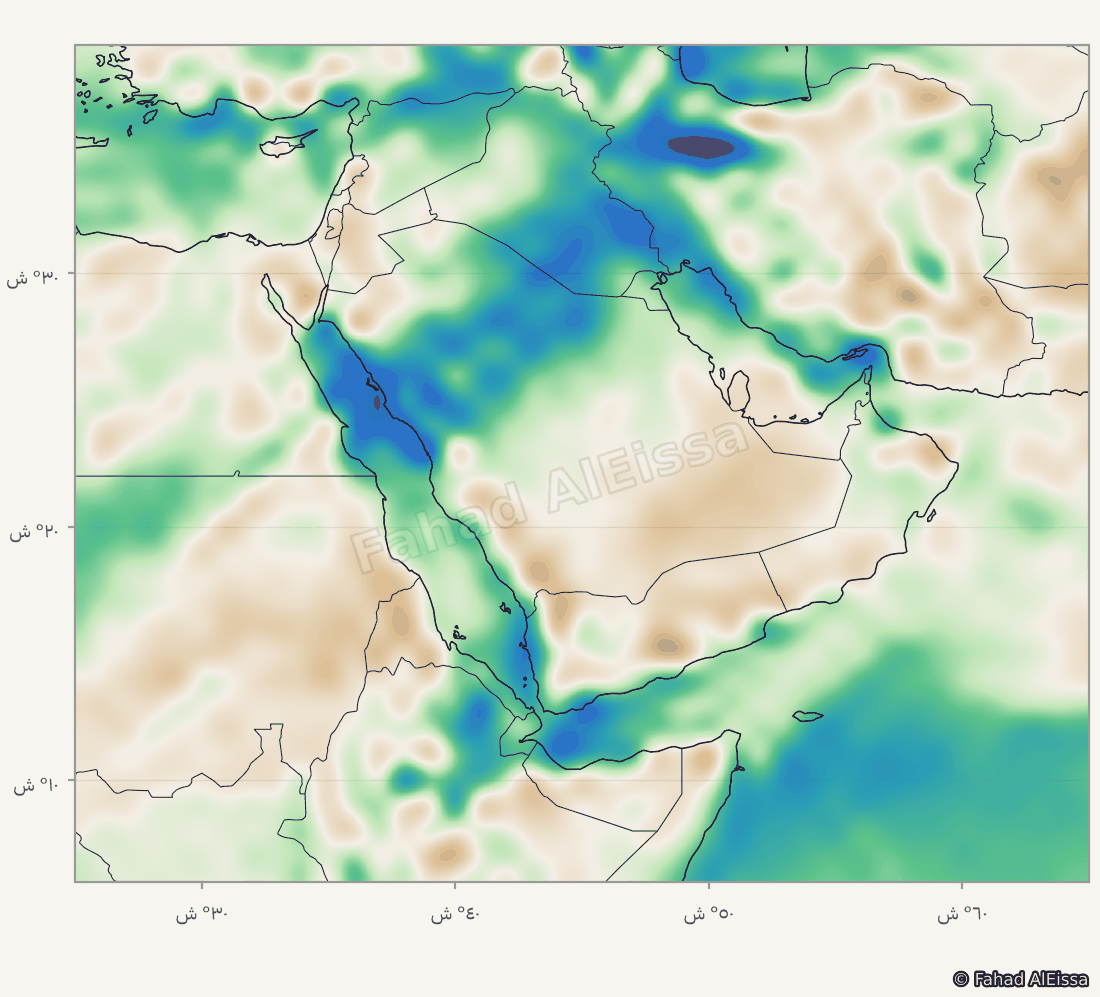 °٣٠ ش
°٢٠ ش
°١٠ ش
Fahad AlEissa
°٣٠ ش
°٤٠ ش
°٥٠ ش
°٦٠ ش
© Fahad AlEissa